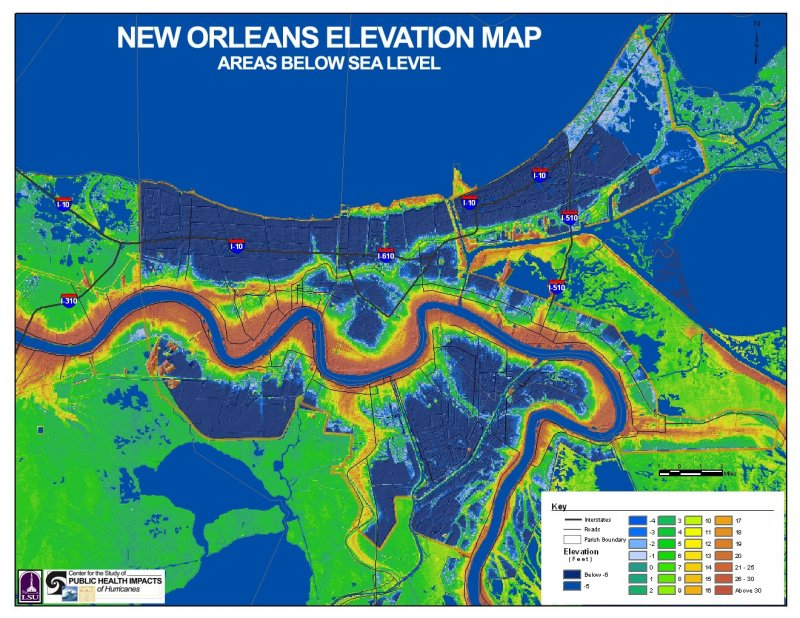 NEW ORLEANS ELEVATION MAP
AREAS BELOW SEA LEVEL
N
I-10
I-10
I-10
I-10
I-510
I-610
I-510
I-310
Miles
Key
Interstates
Roads
Parish Boundary
Elevation
(Feet)
Below -6
-5
-4
-3
-2
-1
0
1
2
3
4
5
6
7
8
9
10
11
12
13
14
15
16
17
18
19
20
21 - 25
26 - 30
Above 30
LSU
Center for the Study of
PUBLIC HEALTH IMPACTS
of Hurricanes